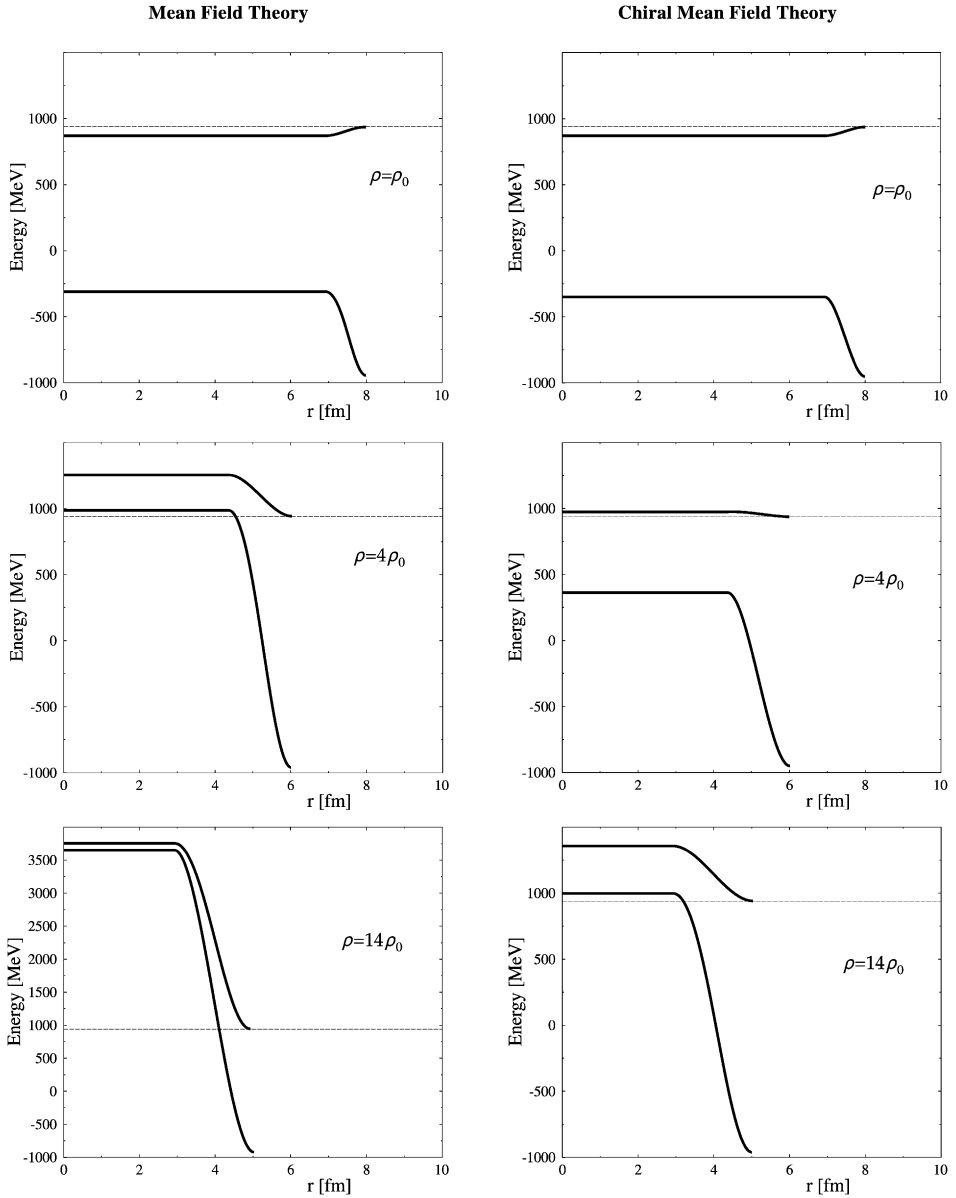 Mean Field Theory
Chiral Mean Field Theory
1000
500
0
-500
-1000
Energy [MeV]
ρ=ρ0
0 2 4 6 8 10
r [fm]
1000
500
0
-500
-1000
Energy [MeV]
ρ=ρ0
0 2 4 6 8 10
r [fm]
1000
500
0
-500
-1000
Energy [MeV]
ρ=4ρ0
0 2 4 6 8 10
r [fm]
1000
500
0
-500
-1000
Energy [MeV]
ρ=4ρ0
0 2 4 6 8 10
r [fm]
3500
3000
2500
2000
1500
1000
500
0
-500
-1000
Energy [MeV]
ρ=14ρ0
0 2 4 6 8 10
r [fm]
1000
500
0
-500
-1000
Energy [MeV]
ρ=14ρ0
0 2 4 6 8 10
r [fm]